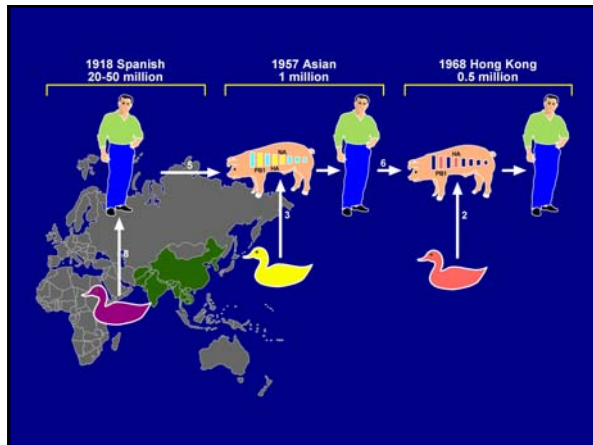 1918 Spanish
20-50 million
1957 Asian
1 million
1968 Hong Kong
0.5 million
5
NA
PB1
HA
6
HA
PB1
8
3
2